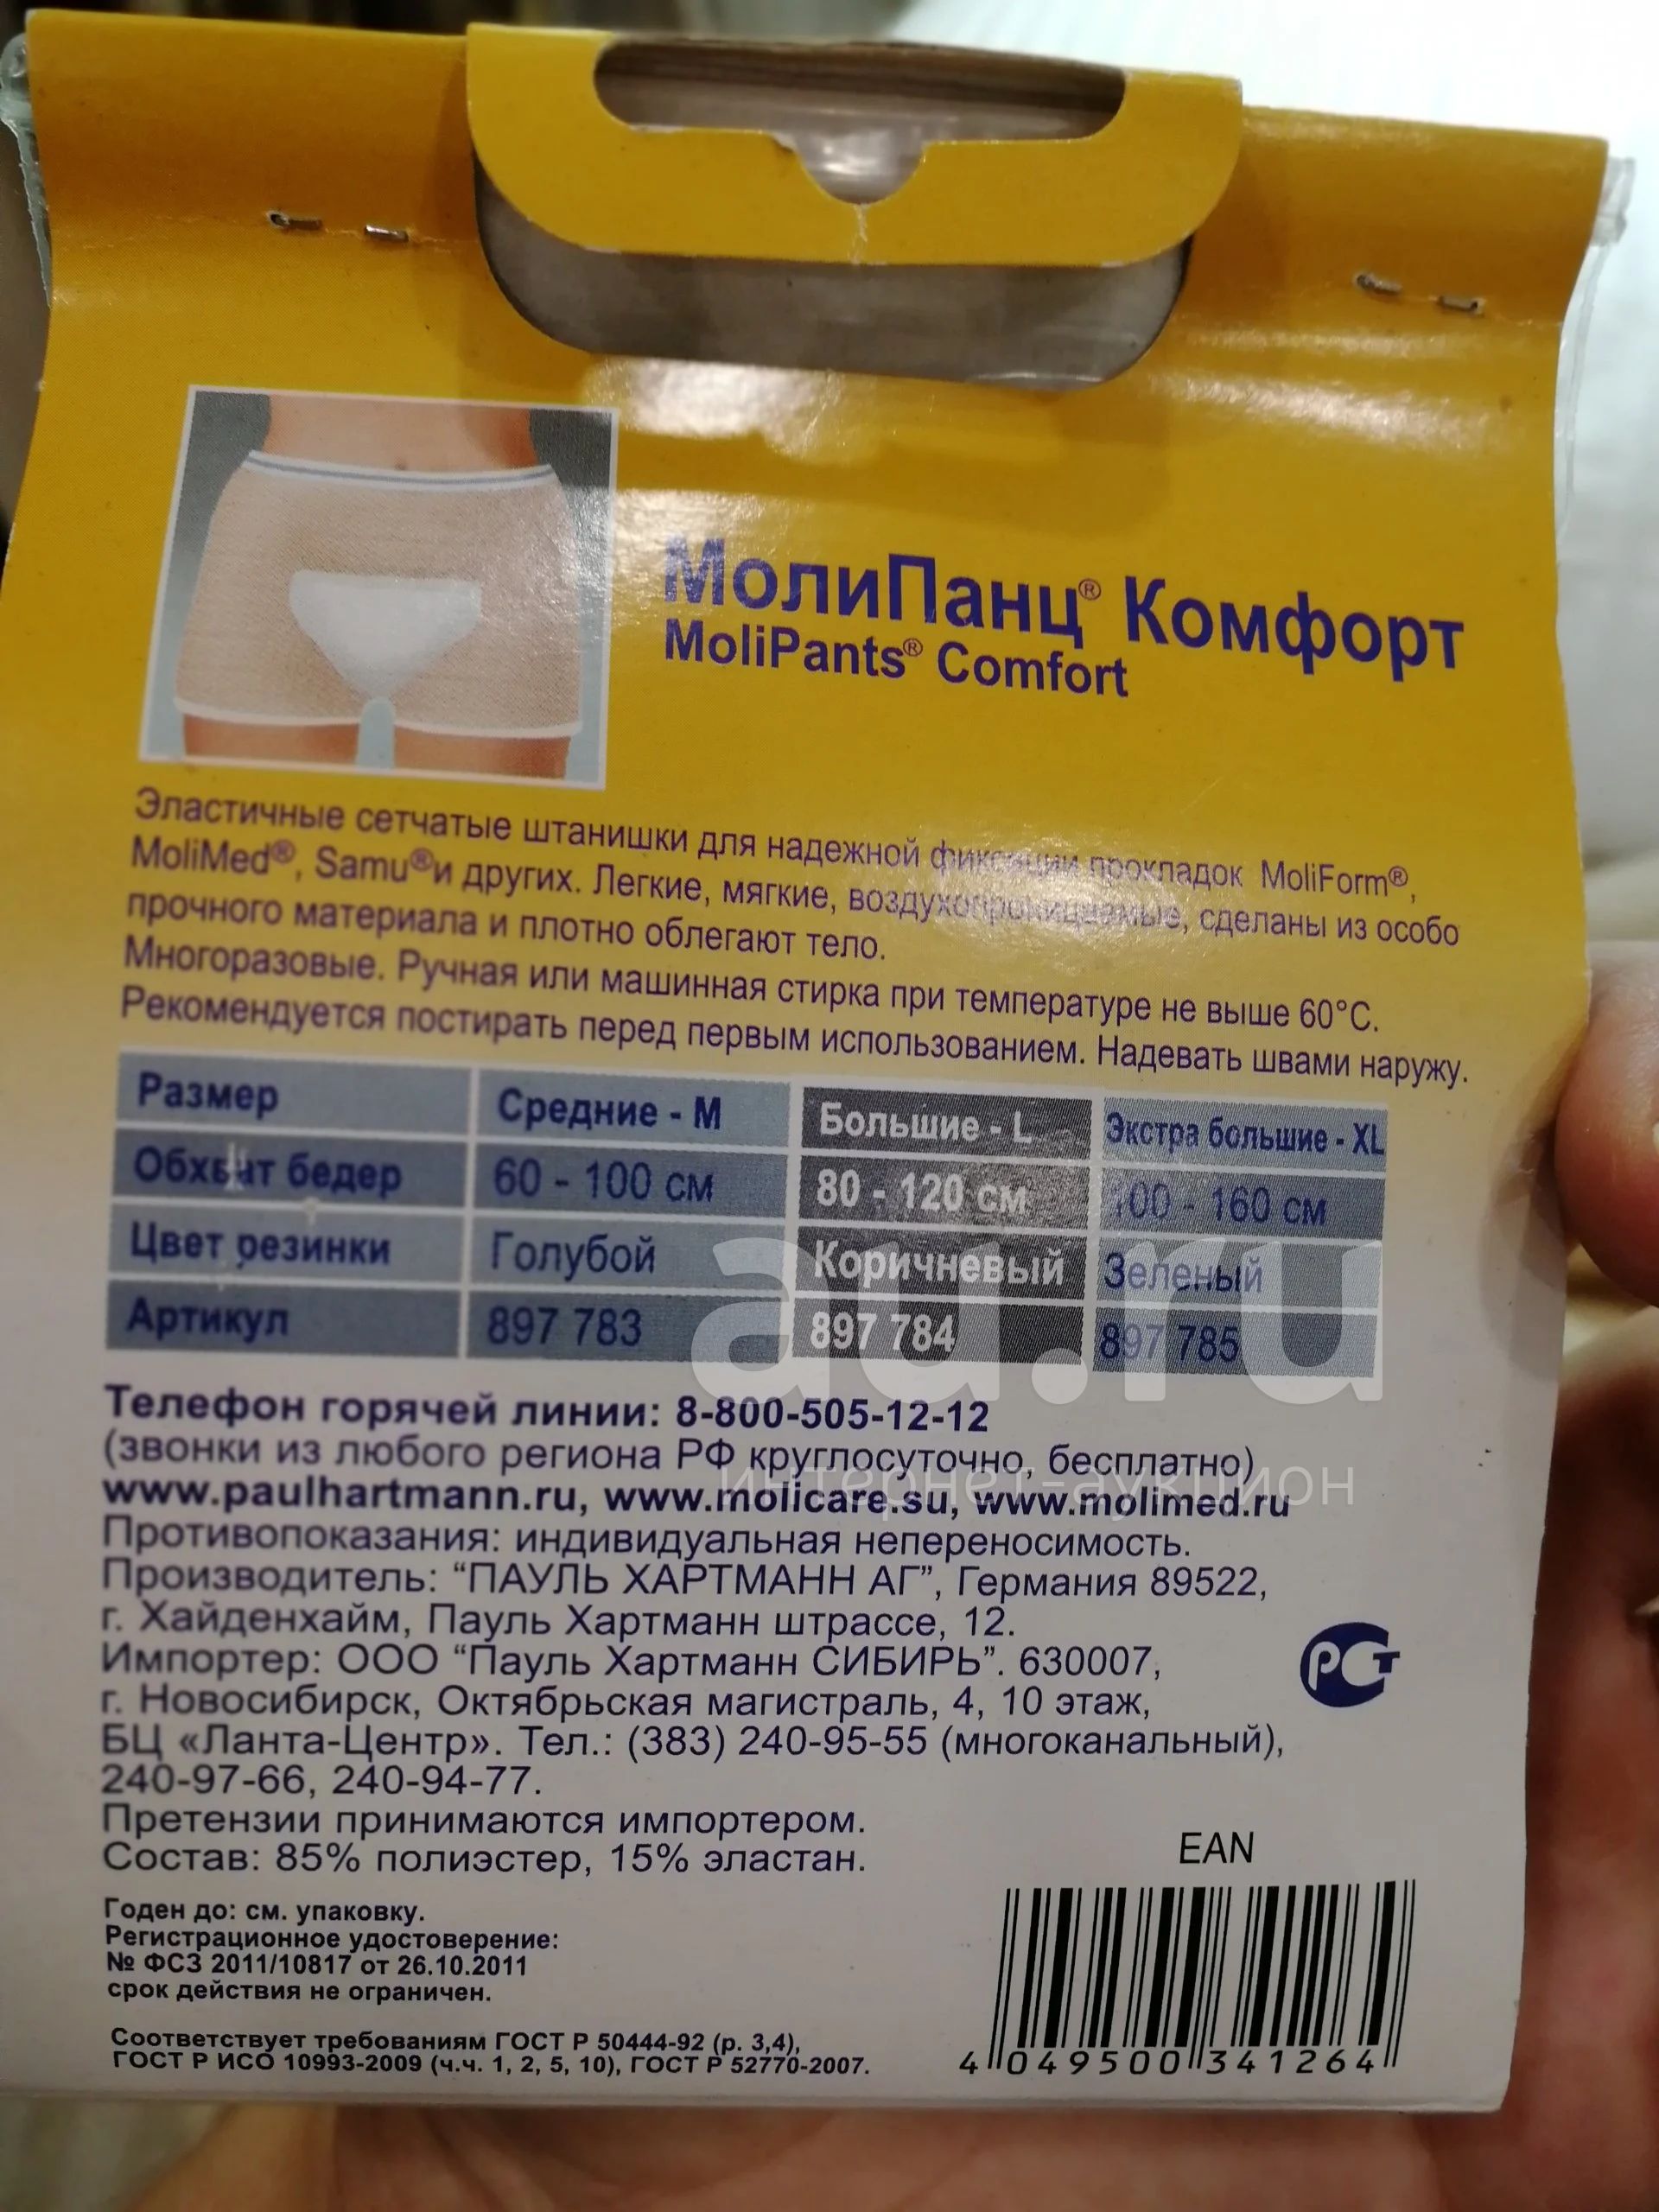 МолиПанц® Комфорт
MoliPants® Comfort
Эластичные сетчатые штанишки для надежной фиксации прокладок MoliForm®,
MoliMed®, Samu®и других. Легкие, мягкие, воздухопроницаемые, сделаны из особо
прочного материала и плотно облегают тело.
Многоразовые. Ручная или машинная стирка при температуре не выше 60°C.
Рекомендуется постирать перед первым использованием. Надевать швами наружу.
Размер Средние - M Большие - L Экстра большие - XL
Обхват бедер 60 - 100 см 80 - 120 см 100 - 160 см
Цвет резинки Голубой Коричневый Зеленый
Артикул 897 783 897 784 897 785
au.ru
интернет-аукцион
Телефон горячей линии: 8-800-505-12-12
(звонки из любого региона РФ круглосуточно, бесплатно)
www.paulhartmann.ru, www.molicare.su, www.molimed.ru
Противопоказания: индивидуальная непереносимость.
Производитель: “ПАУЛЬ ХАРТМАНН АГ”, Германия 89522,
г. Хайденхайм, Пауль Хартманн штрассе, 12.
Импортер: ООО “Пауль Хартманн СИБИРЬ”. 630007,
г. Новосибирск, Октябрьская магистраль, 4, 10 этаж,
БЦ «Ланта-Центр». Тел.: (383) 240-95-55 (многоканальный),
240-97-66, 240-94-77.
Претензии принимаются импортером.
Состав: 85% полиэстер, 15% эластан.
РСТ
EAN
Годен до: см. упаковку.
Регистрационное удостоверение:
№ ФСЗ 2011/10817 от 26.10.2011
срок действия не ограничен.
Соответствует требованиям ГОСТ Р 50444-92 (р. 3,4),
ГОСТ Р ИСО 10993-2009 (ч.ч. 1, 2, 5, 10), ГОСТ Р 52770-2007.
4 049500 341264